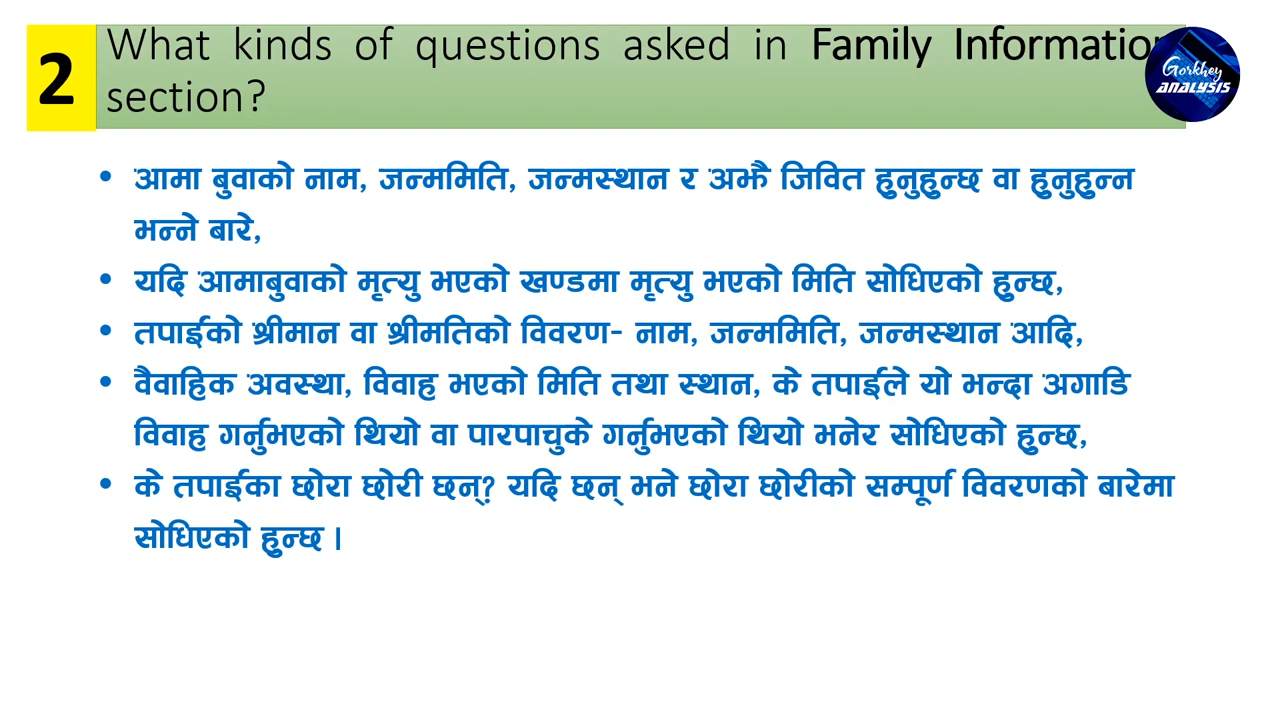 2
What kinds of questions asked in Family Information
section?
Gorkhey
ANALYSIS
• आमा बुवाको नाम, जन्ममिति, जन्मस्थान र अझै जिवित हुनुहुन्छ वा हुनुहुन्न
भन्ने बारे,
• यदि आमाबुवाको मृत्यु भएको खण्डमा मृत्यु भएको मिति सोधिएको हुन्छ,
• तपाईको श्रीमान वा श्रीमतिको विवरण- नाम, जन्ममिति, जन्मस्थान आदि,
• वैवाहिक अवस्था, विवाह भएको मिति तथा स्थान, के तपाईले यो भन्दा अगाडि
विवाह गर्नुभएको थियो वा पारपाचुके गर्नुभएको थियो भनेर सोधिएको हुन्छ,
• के तपाईका छोरा छोरी छन्? यदि छन् भने छोरा छोरीको सम्पूर्ण विवरणको बारेमा
सोधिएको हुन्छ ।